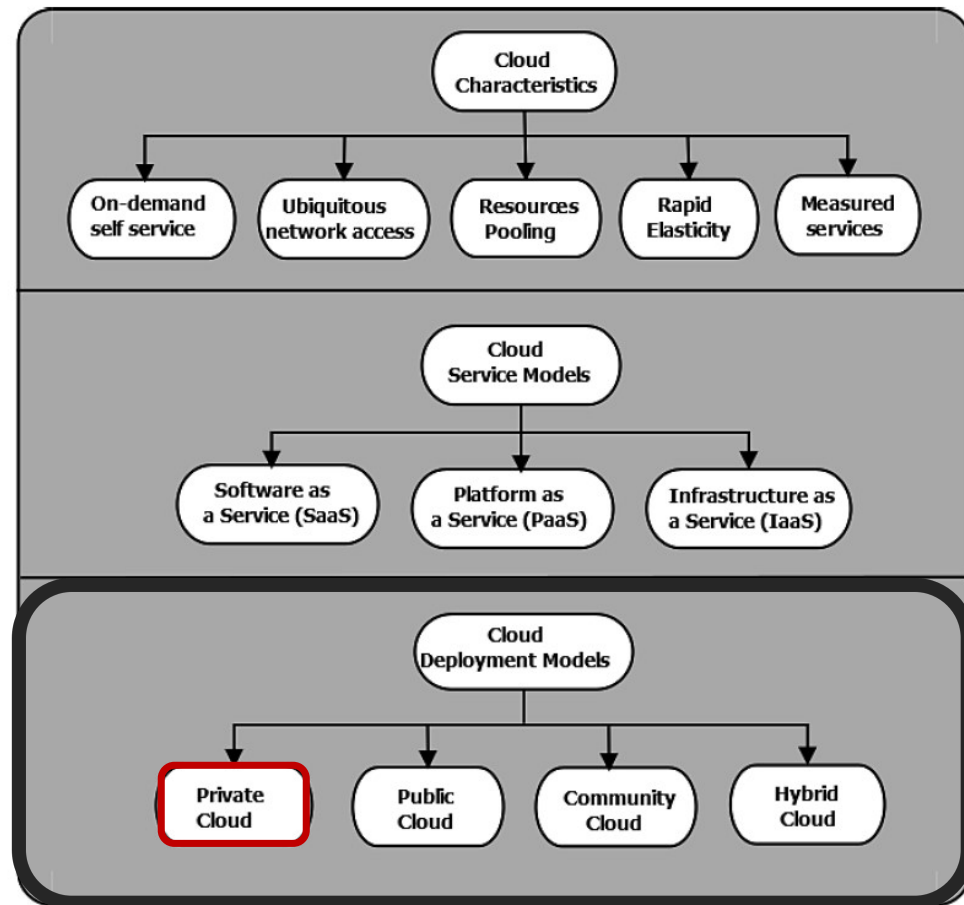 Cloud
Characteristics
On-demand
self service
Ubiquitous
network access
Resources
Pooling
Rapid
Elasticity
Measured
services
Cloud
Service Models
Software as
a Service (SaaS)
Platform as
a Service (PaaS)
Infrastructure as
a Service (IaaS)
Cloud
Deployment Models
Private
Cloud
Public
Cloud
Community
Cloud
Hybrid
Cloud